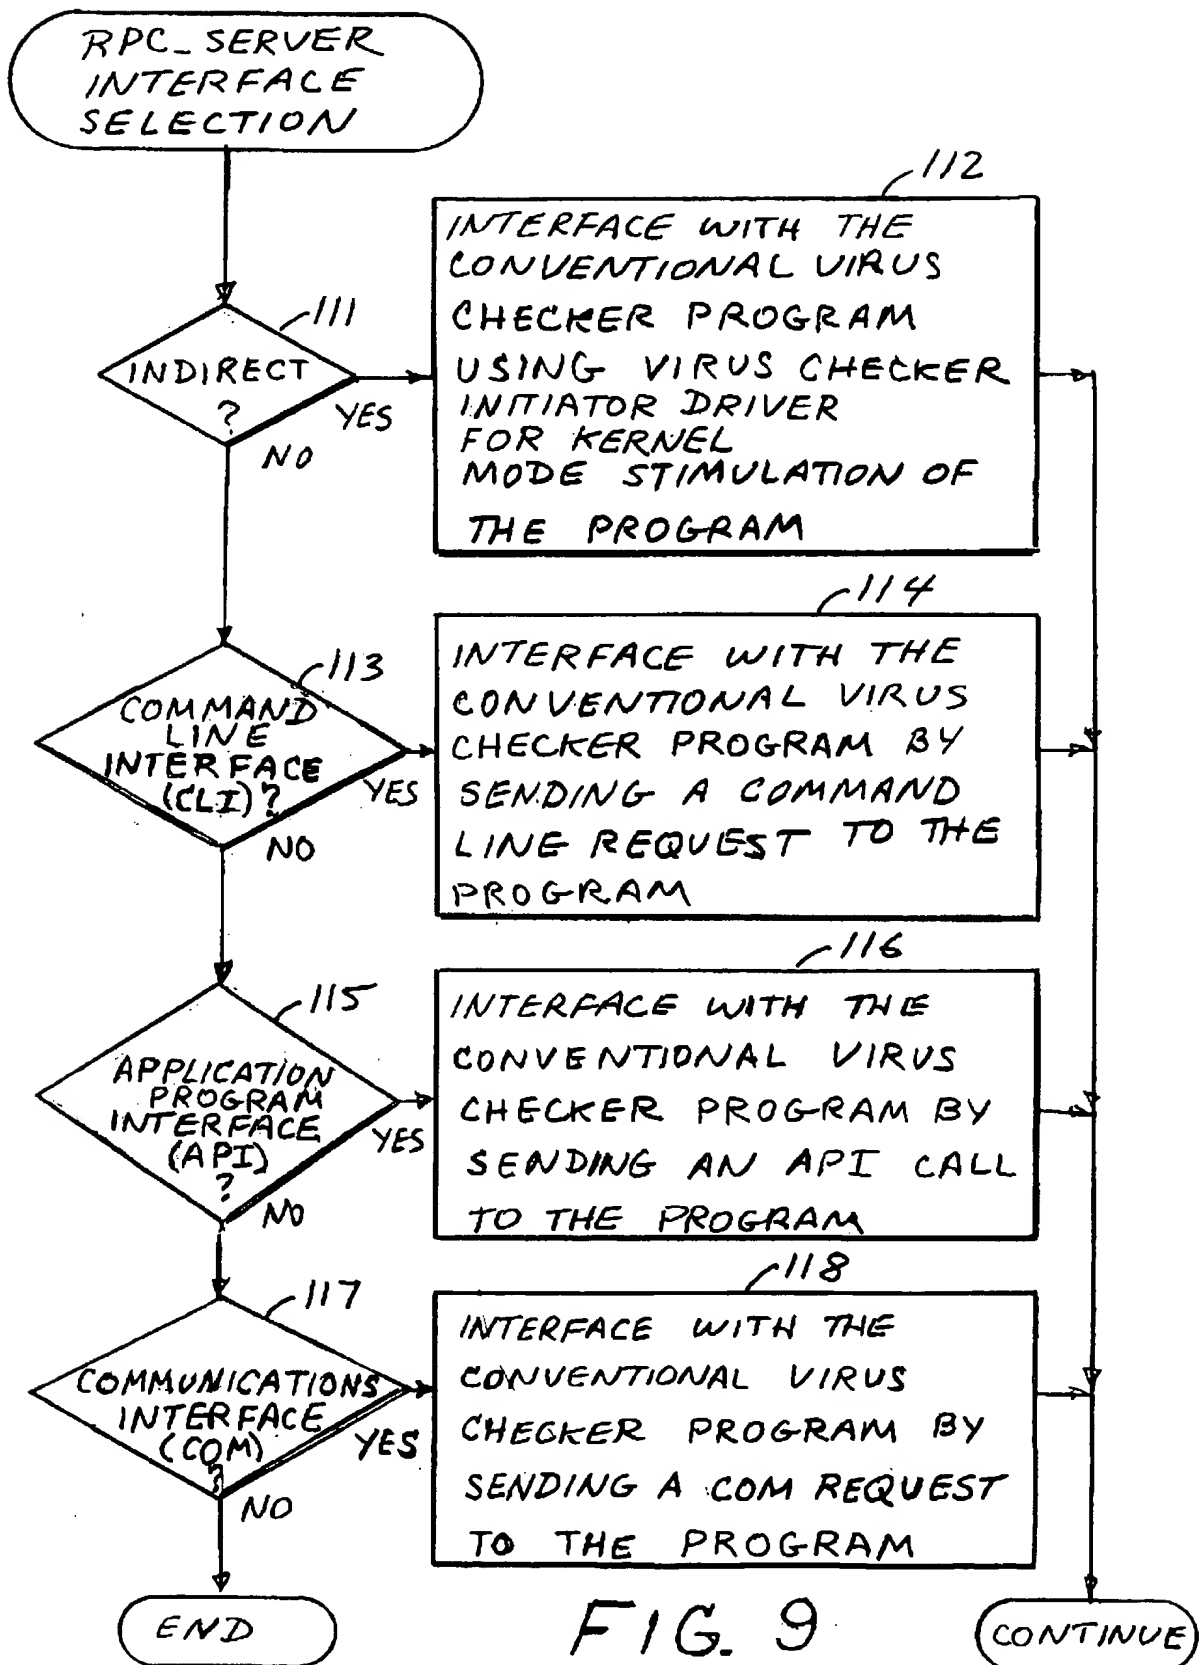 RPC_SERVER
INTERFACE
SELECTION
112
INTERFACE WITH THE
CONVENTIONAL VIRUS
CHECKER PROGRAM
USING VIRUS CHECKER
INITIATOR DRIVER
FOR KERNEL
MODE STIMULATION OF
THE PROGRAM
111
INDIRECT
?
YES
NO
114
INTERFACE WITH THE
CONVENTIONAL VIRUS
CHECKER PROGRAM BY
SENDING A COMMAND
LINE REQUEST TO THE
PROGRAM
113
COMMAND
LINE
INTERFACE
(CLI)?
YES
NO
116
INTERFACE WITH THE
CONVENTIONAL VIRUS
CHECKER PROGRAM BY
SENDING AN API CALL
TO THE PROGRAM
115
APPLICATION
PROGRAM
INTERFACE
(API)
?
YES
NO
118
INTERFACE WITH THE
CONVENTIONAL VIRUS
CHECKER PROGRAM BY
SENDING A COM REQUEST
TO THE PROGRAM
117
COMMUNICATIONS
INTERFACE
(COM)
?
YES
NO
END
FIG. 9
CONTINUE